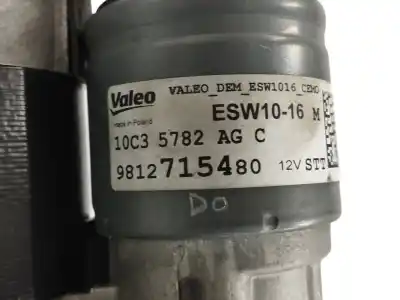 Valeo VALEO_DEM_ESW1016_CEMO
Made in Poland ESW10-16 M
10C3 5782 AG C
9812715480 12V STT
Do